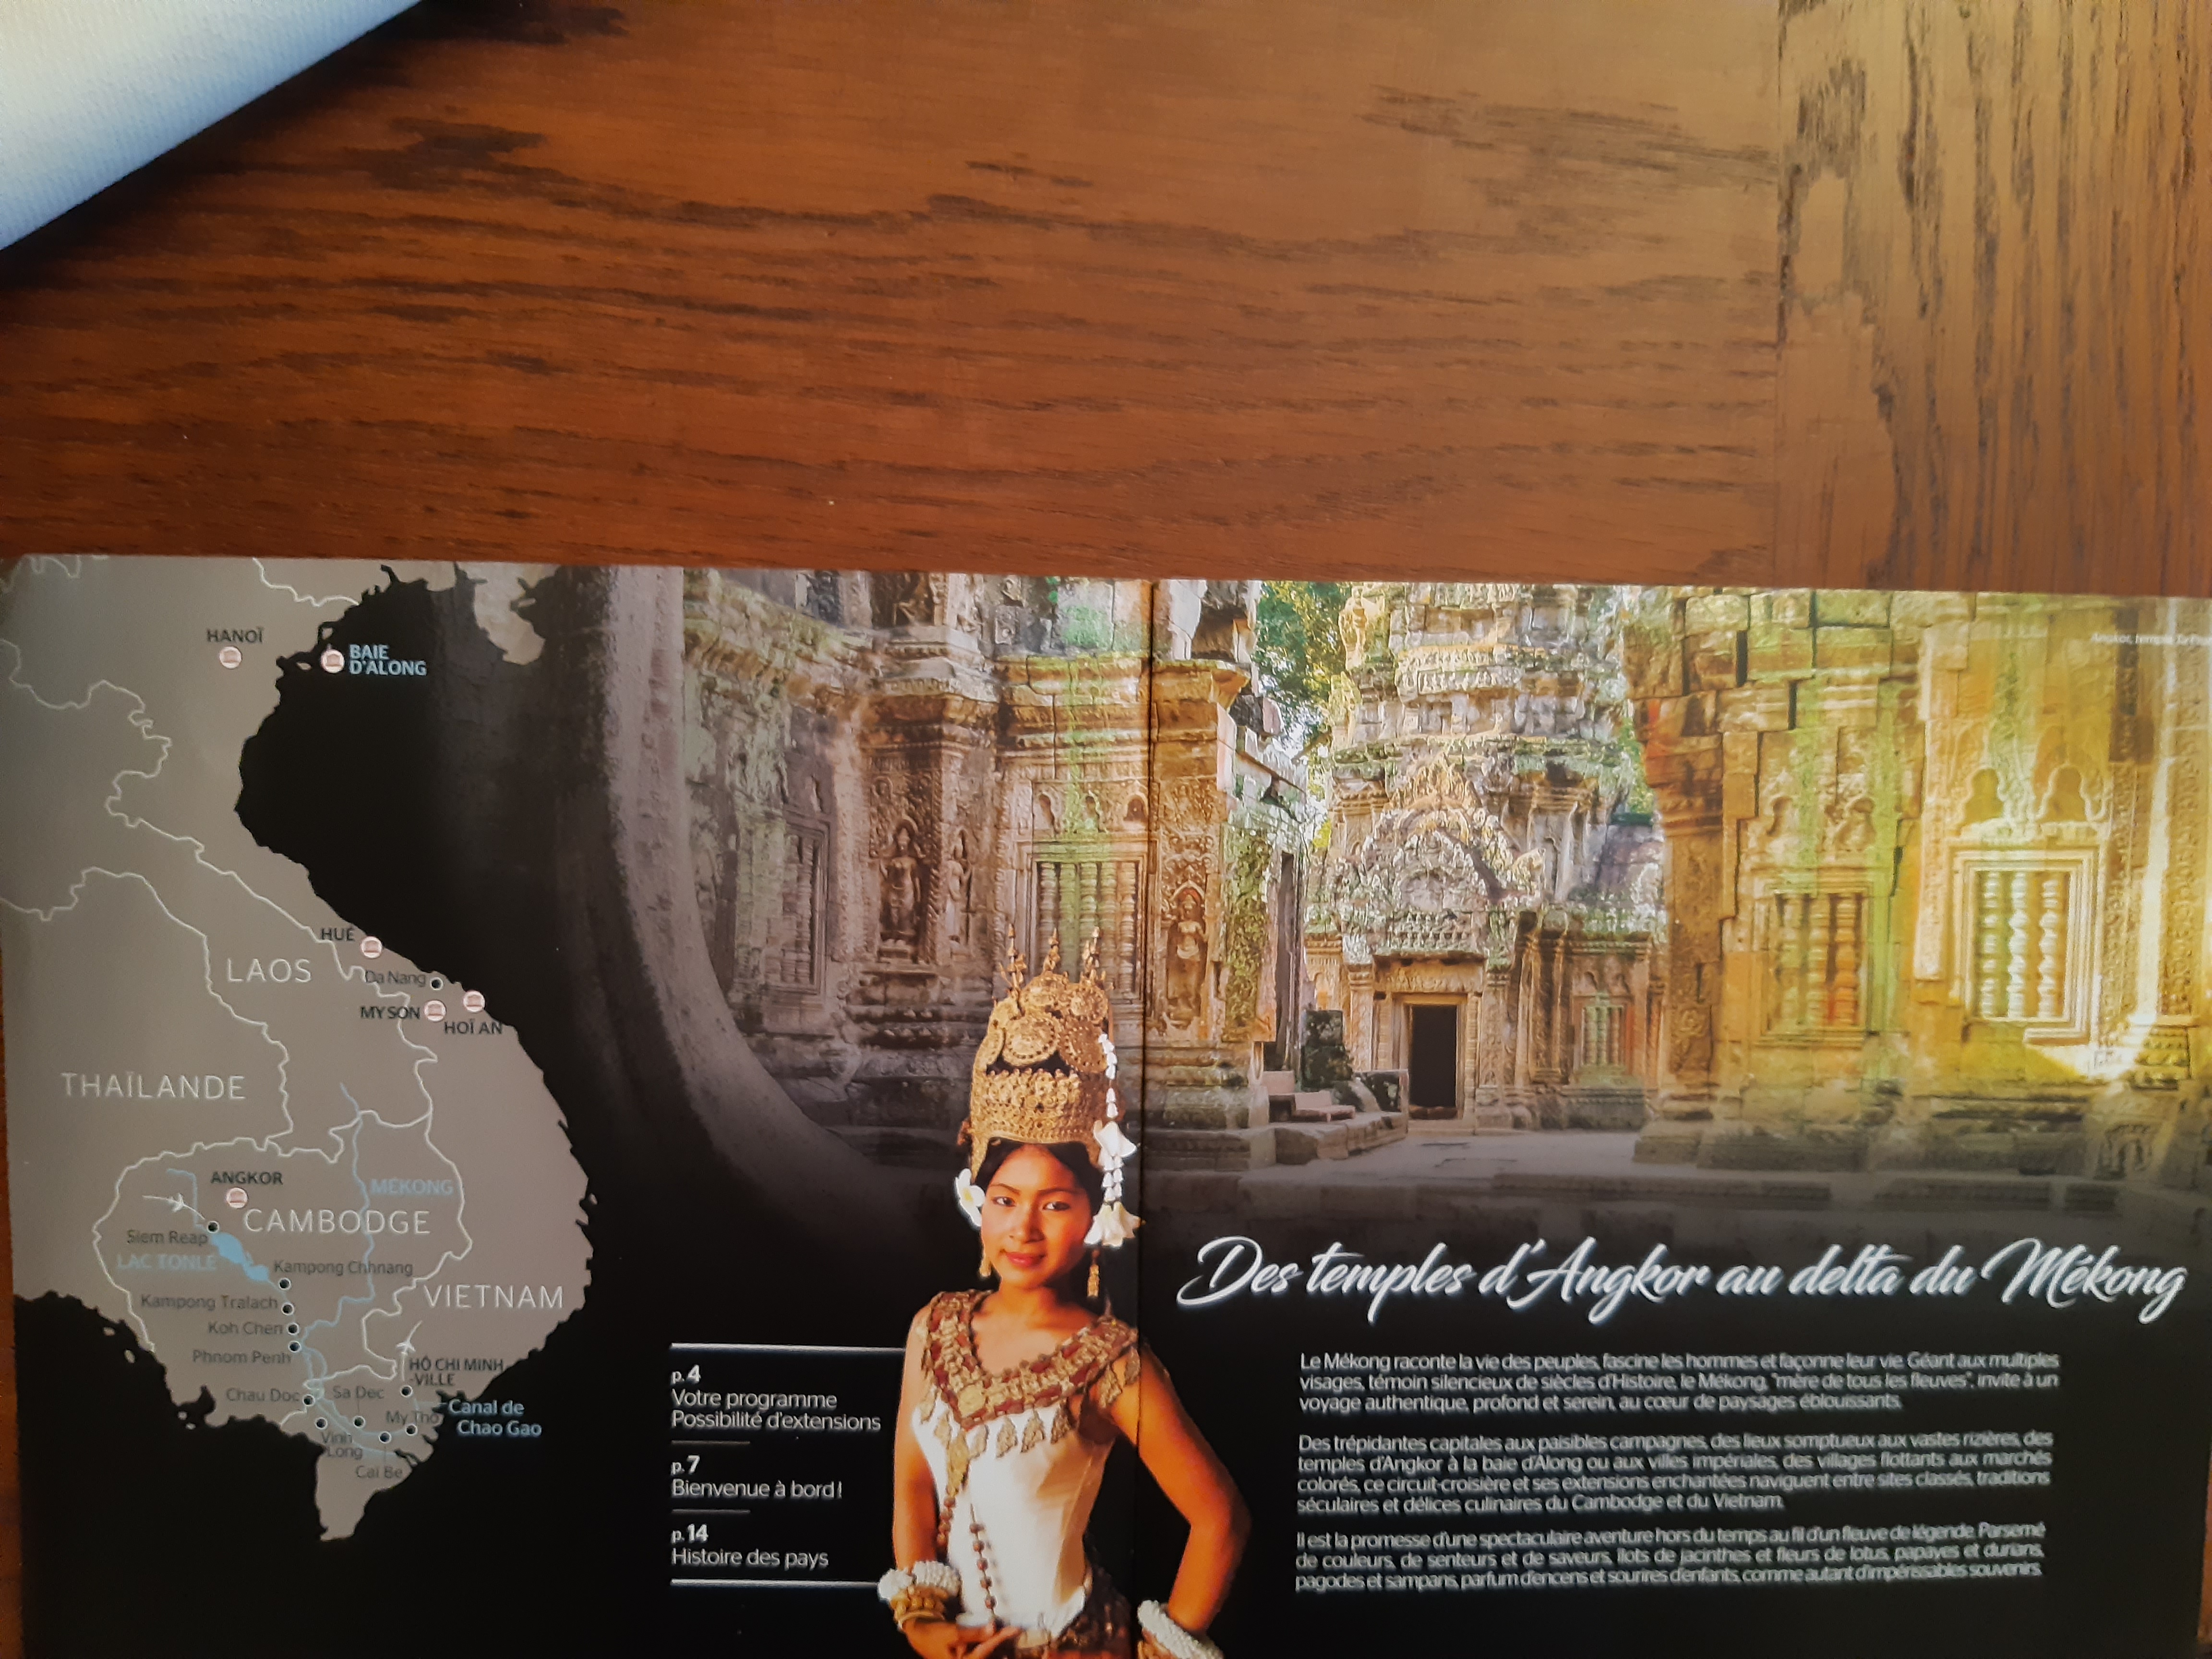 HANOÏ
BAIE
D'ALONG
HUÉ
LAOS
Da Nang
MY SON
HOÏ AN
THAÏLANDE
ANGKOR
MÉKONG
CAMBODGE
Siem Reap
LAC TONLÉ
Kampong Chhnang
VIETNAM
Kampong Tralach
Koh Chen
Phnom Penh
HÔ CHI MINH
-VILLE
Chau Doc
Sa Dec
My Tho
Canal de
Chao Gao
Vinh
Long
Cai Be
p.4
Votre programme
Possibilité d'extensions
p.7
Bienvenue à bord !
p.14
Histoire des pays
Angkor, temple Ta
Des temples d'Angkor au delta du Mékong
Le Mékong raconte la vie des peuples, fascine les hommes et façonne leur vie. Géant aux multiples
visages, témoin silencieux de siècles d'Histoire, le Mékong, "mère de tous les fleuves", invite à un
voyage authentique, profond et serein, au cœur de paysages éblouissants.
Des trépidantes capitales aux paisibles campagnes, des lieux somptueux aux vastes rizières, des
temples d'Angkor à la baie d'Along ou aux villes impériales, des villages flottants aux marchés
colorés, ce circuit-croisière et ses extensions enchantées naviguent entre sites classés, traditions
séculaires et délices culinaires du Cambodge et du Vietnam.
Il est la promesse d'une spectaculaire aventure hors du temps au fil d'un fleuve de légende. Parsemé
de couleurs, de senteurs et de saveurs, îlots de jacinthes et fleurs de lotus, papayes et durians,
pagodes et sampans, parfum d'encens et sourires d'enfants, comme autant d'impérissables souvenirs.